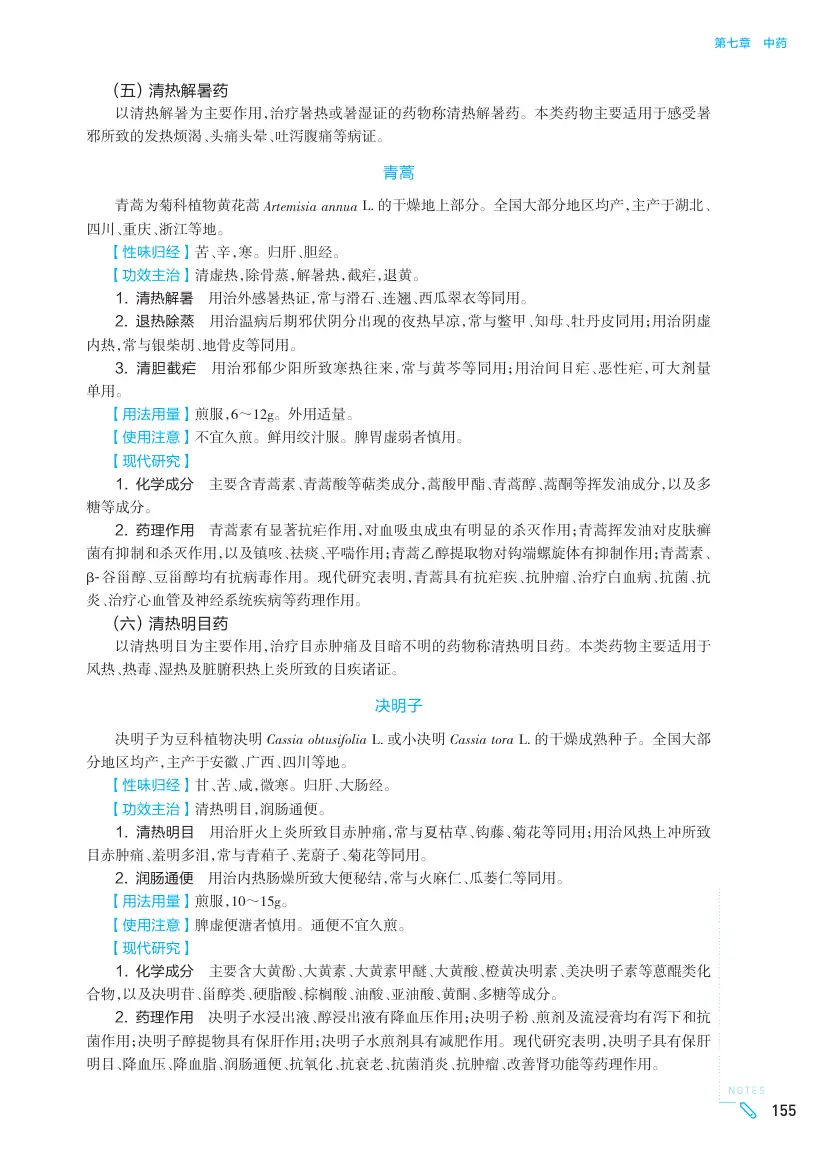 第七章 中药
（五）清热解暑药
以清热解暑为主要作用，治疗暑热或暑湿证的药物称清热解暑药。本类药物主要适用于感受暑
邪所致的发热烦渴、头痛头晕、吐泻腹痛等病证。
青蒿
青蒿为菊科植物黄花蒿 Artemisia annua L. 的干燥地上部分。全国大部分地区均产，主产于湖北、
四川、重庆、浙江等地。
【性味归经】苦、辛，寒。归肝、胆经。
【功效主治】清虚热，除骨蒸，解暑热，截疟，退黄。
1. 清热解暑 用治外感暑热证，常与滑石、连翘、西瓜翠衣等同用。
2. 退热除蒸 用治温病后期邪伏阴分出现的夜热早凉，常与鳖甲、知母、牡丹皮同用；用治阴虚
内热，常与银柴胡、地骨皮等同用。
3. 清胆截疟 用治邪郁少阳所致寒热往来，常与黄芩等同用；用治间日疟、恶性疟，可大剂量
单用。
【用法用量】煎服，6～12g。外用适量。
【使用注意】不宜久煎。鲜用绞汁服。脾胃虚弱者慎用。
【现代研究】
1. 化学成分 主要含青蒿素、青蒿酸等萜类成分，蒿酸甲酯、青蒿醇、蒿酮等挥发油成分，以及多
糖等成分。
2. 药理作用 青蒿素有显著抗疟作用，对血吸虫成虫有明显的杀灭作用；青蒿挥发油对皮肤癣
菌有抑制和杀灭作用，以及镇咳、祛痰、平喘作用；青蒿乙醇提取物对钩端螺旋体有抑制作用；青蒿素、
β- 谷甾醇、豆甾醇均有抗病毒作用。现代研究表明，青蒿具有抗疟疾、抗肿瘤、治疗白血病、抗菌、抗
炎、治疗心血管及神经系统疾病等药理作用。
（六）清热明目药
以清热明目为主要作用，治疗目赤肿痛及目暗不明的药物称清热明目药。本类药物主要适用于
风热、热毒、湿热及脏腑积热上炎所致的目疾诸证。
决明子
决明子为豆科植物决明 Cassia obtusifolia L. 或小决明 Cassia tora L. 的干燥成熟种子。全国大部
分地区均产，主产于安徽、广西、四川等地。
【性味归经】甘、苦、咸，微寒。归肝、大肠经。
【功效主治】清热明目，润肠通便。
1. 清热明目 用治肝火上炎所致目赤肿痛，常与夏枯草、钩藤、菊花等同用；用治风热上冲所致
目赤肿痛、羞明多泪，常与青葙子、茺蔚子、菊花等同用。
2. 润肠通便 用治内热肠燥所致大便秘结，常与火麻仁、瓜蒌仁等同用。
【用法用量】煎服，10～15g。
【使用注意】脾虚便溏者慎用。通便不宜久煎。
【现代研究】
1. 化学成分 主要含大黄酚、大黄素、大黄素甲醚、大黄酸、橙黄决明素、美决明子素等蒽醌类化
合物，以及决明苷、甾醇类、硬脂酸、棕榈酸、油酸、亚油酸、黄酮、多糖等成分。
2. 药理作用 决明子水浸出液、醇浸出液有降血压作用；决明子粉、煎剂及流浸膏均有泻下和抗
菌作用；决明子醇提物具有保肝作用；决明子水煎剂具有减肥作用。现代研究表明，决明子具有保肝
明目、降血压、降血脂、润肠通便、抗氧化、抗衰老、抗菌消炎、抗肿瘤、改善肾功能等药理作用。
NOTES
155